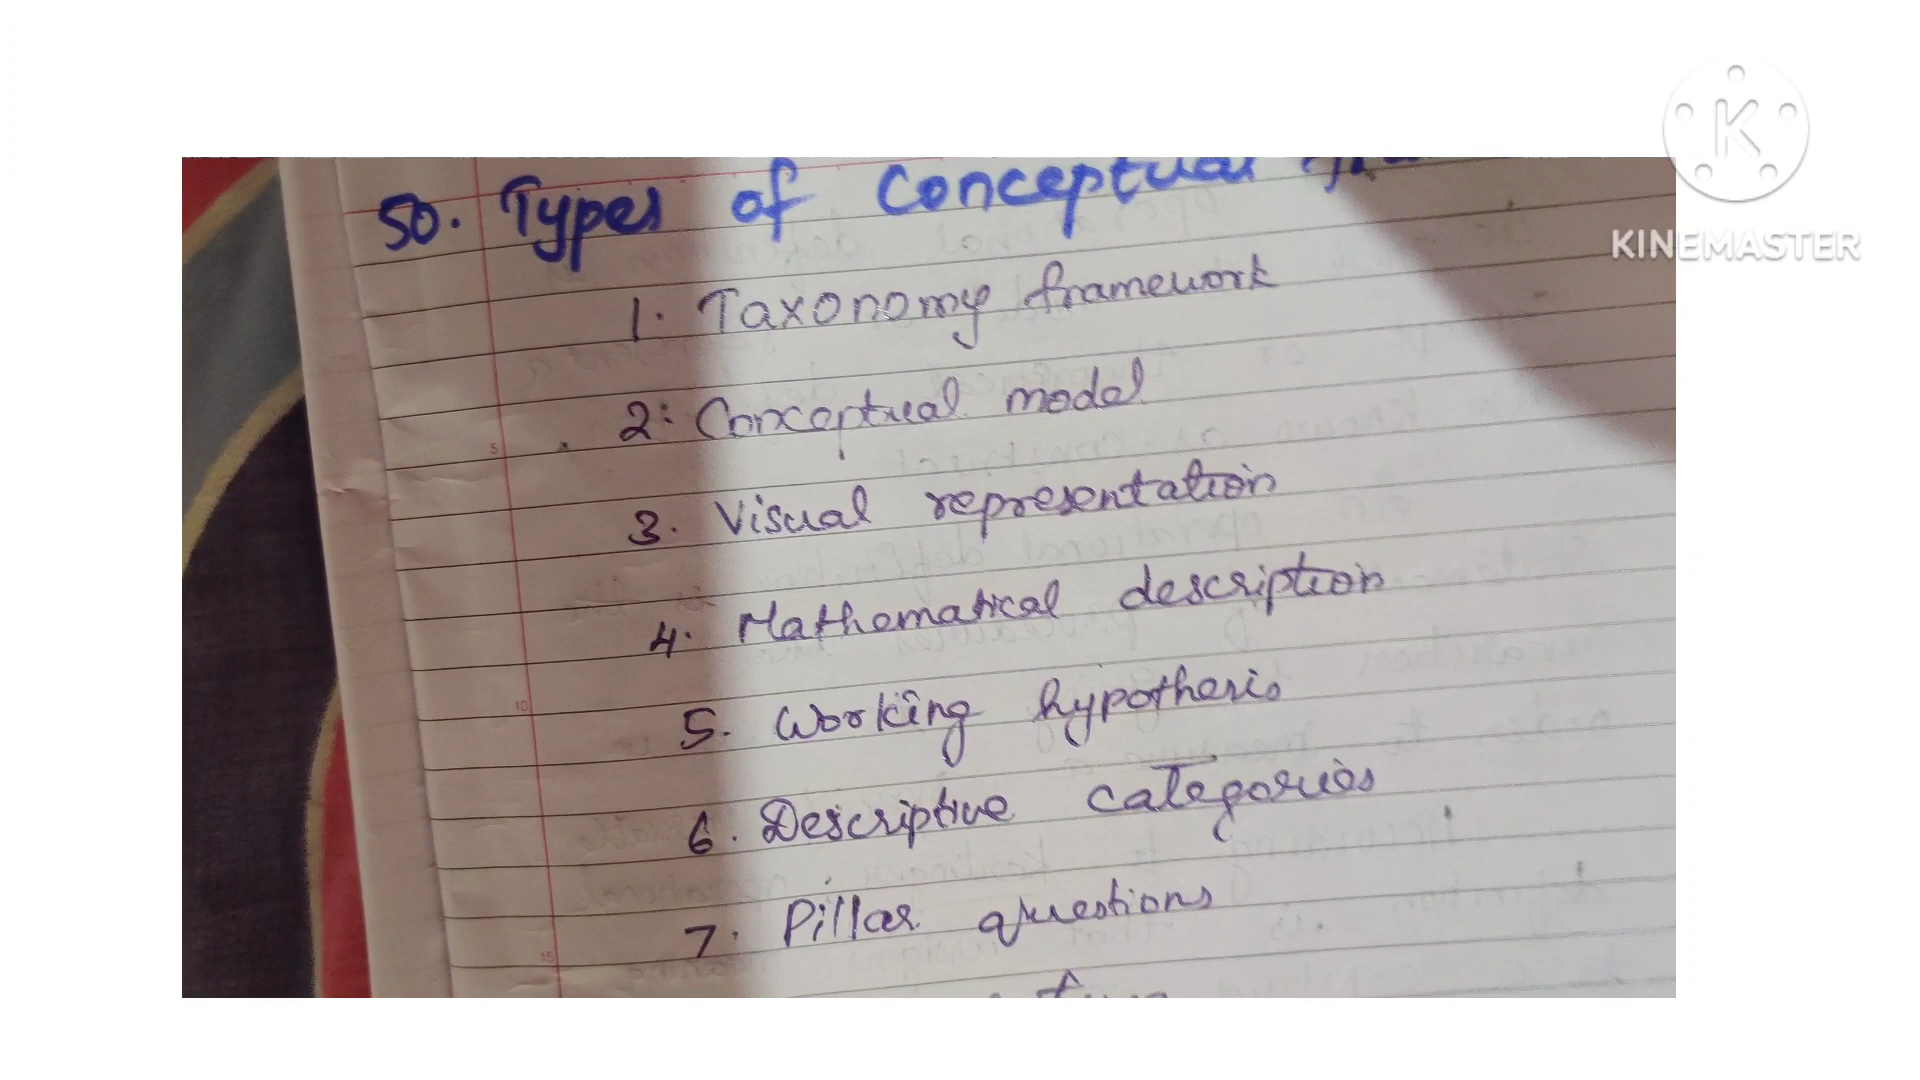 50. Types of Conceptual
1. Taxonomy framework
2: Conceptual model
3. Visual representation
4. Mathematical description
5. Working hypothesis
6. Descriptive categories
7. Pillar questions
KINEMASTER